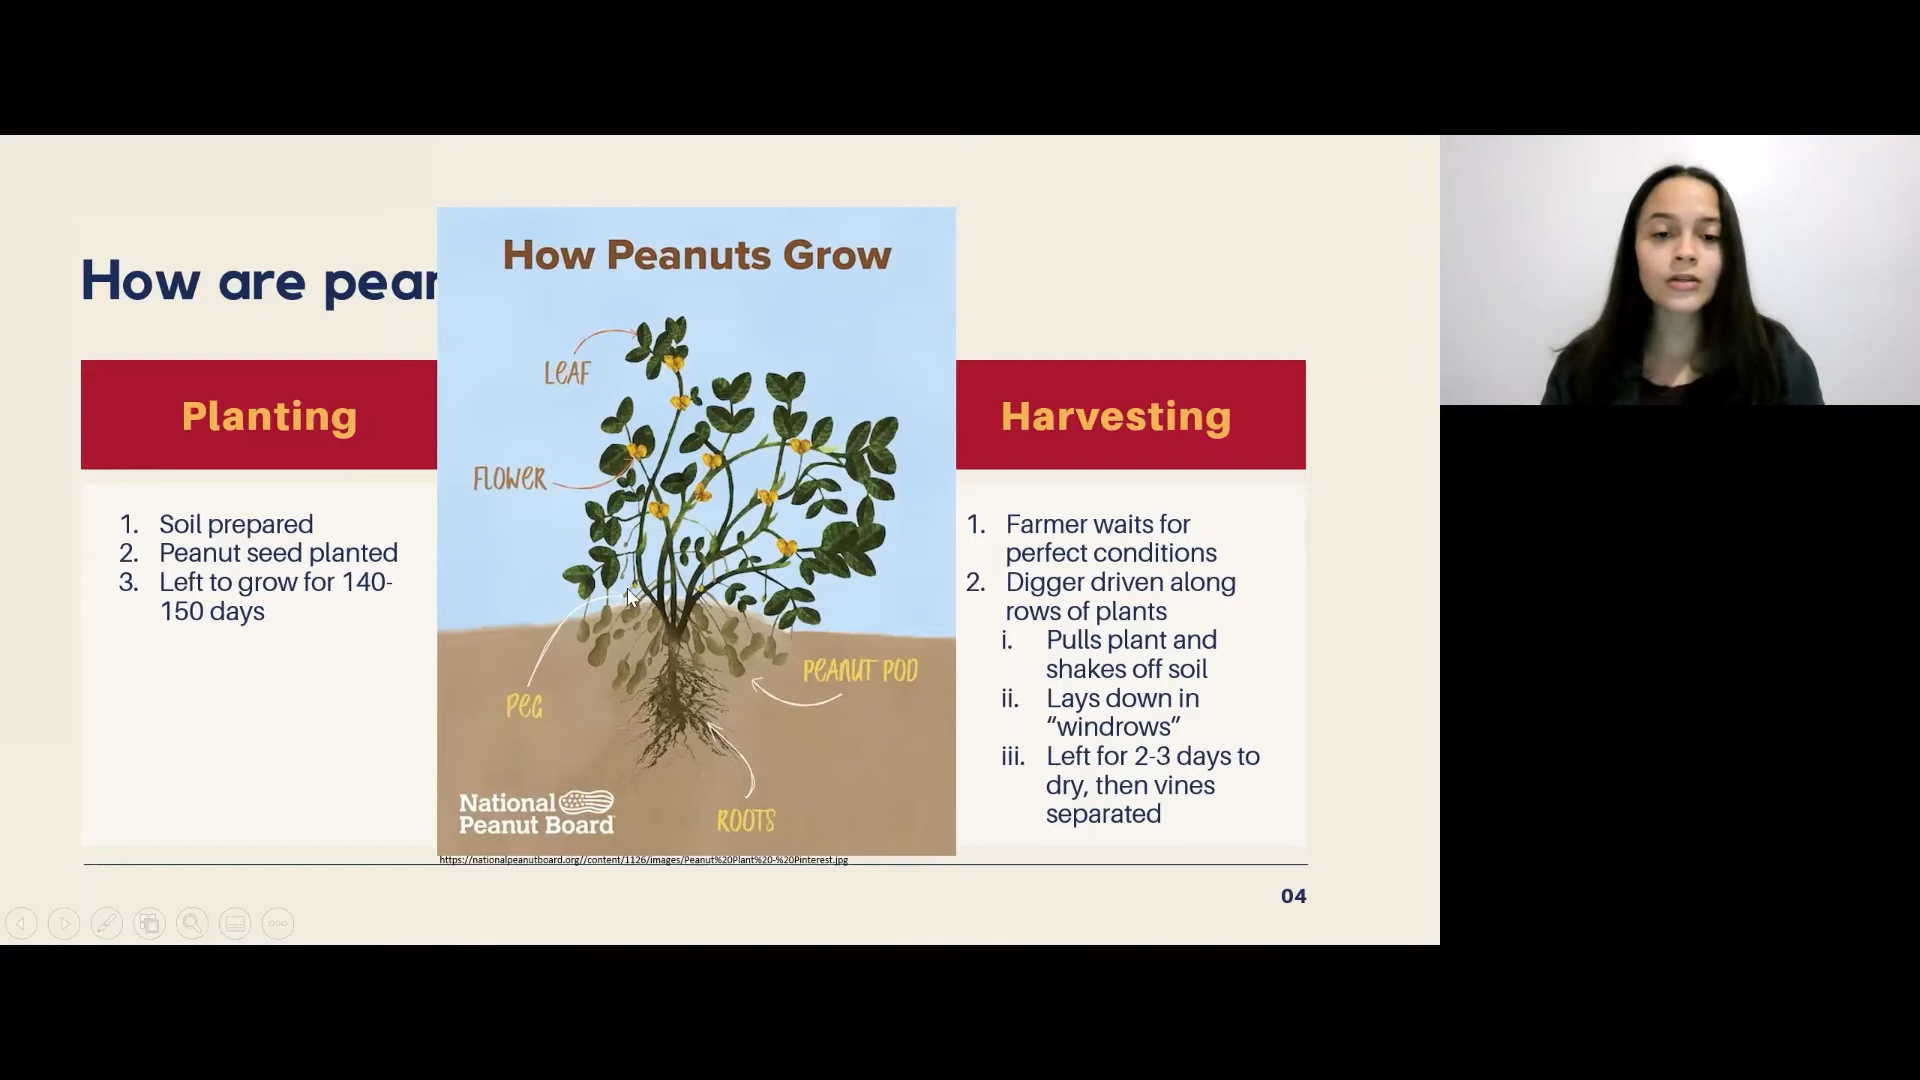 How are pear
Planting
1. Soil prepared
2. Peanut seed planted
3. Left to grow for 140-
150 days
How Peanuts Grow
LEAF
FLOWER
PEG
PEANUT POD
ROOTS
National
Peanut Board
https://nationalpeanutboard.org//content/1126/images/Peanut%20Plant%20-%20Pinterest.jpg
Harvesting
1. Farmer waits for
perfect conditions
2. Digger driven along
rows of plants
i. Pulls plant and
shakes off soil
ii. Lays down in
“windrows”
iii. Left for 2-3 days to
dry, then vines
separated
04